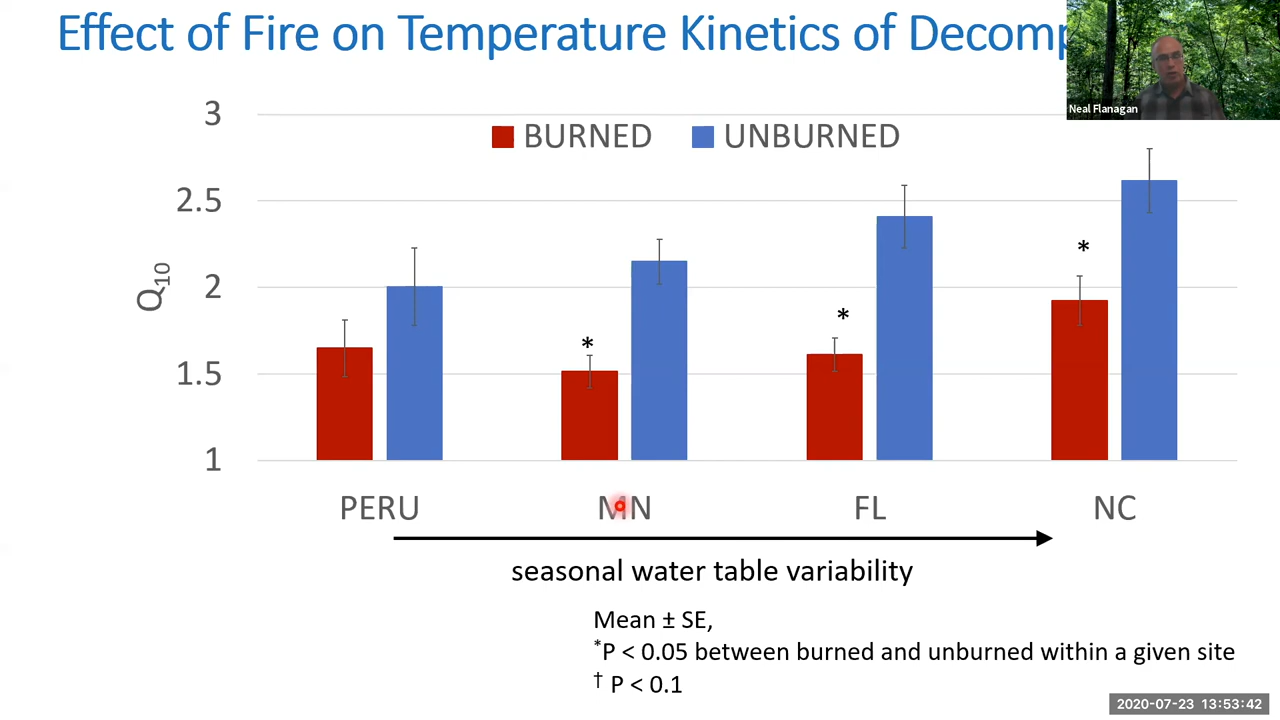 Effect of Fire on Temperature Kinetics of Decomp
Neal Flanagan
3
BURNED UNBURNED
2.5
Q10
2
*
*
*
1.5
1
PERU MN FL NC
seasonal water table variability
Mean ± SE,
*P < 0.05 between burned and unburned within a given site
† P < 0.1
2020-07-23 13:53:42